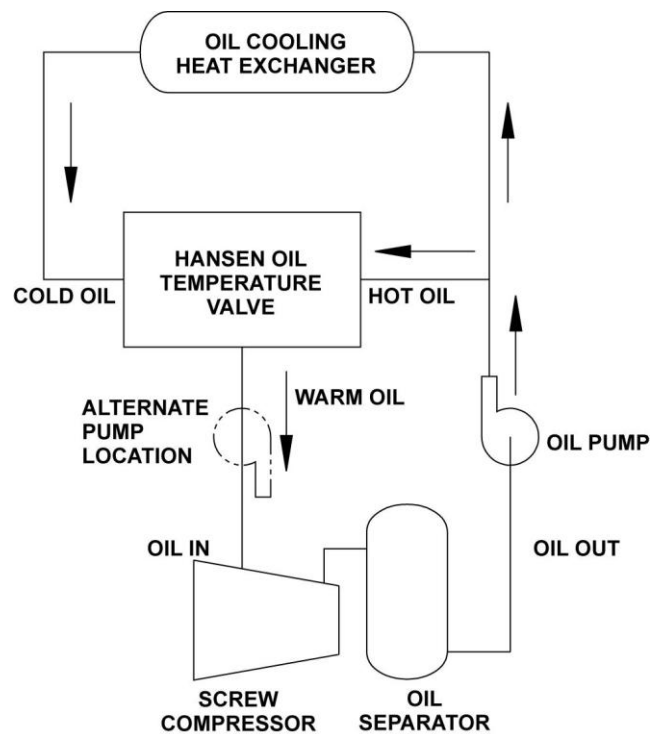 OIL COOLING
HEAT EXCHANGER
HANSEN OIL
TEMPERATURE
VALVE
COLD OIL
HOT OIL
ALTERNATE
PUMP
LOCATION
WARM OIL
OIL PUMP
OIL IN
OIL OUT
SCREW
COMPRESSOR
OIL
SEPARATOR